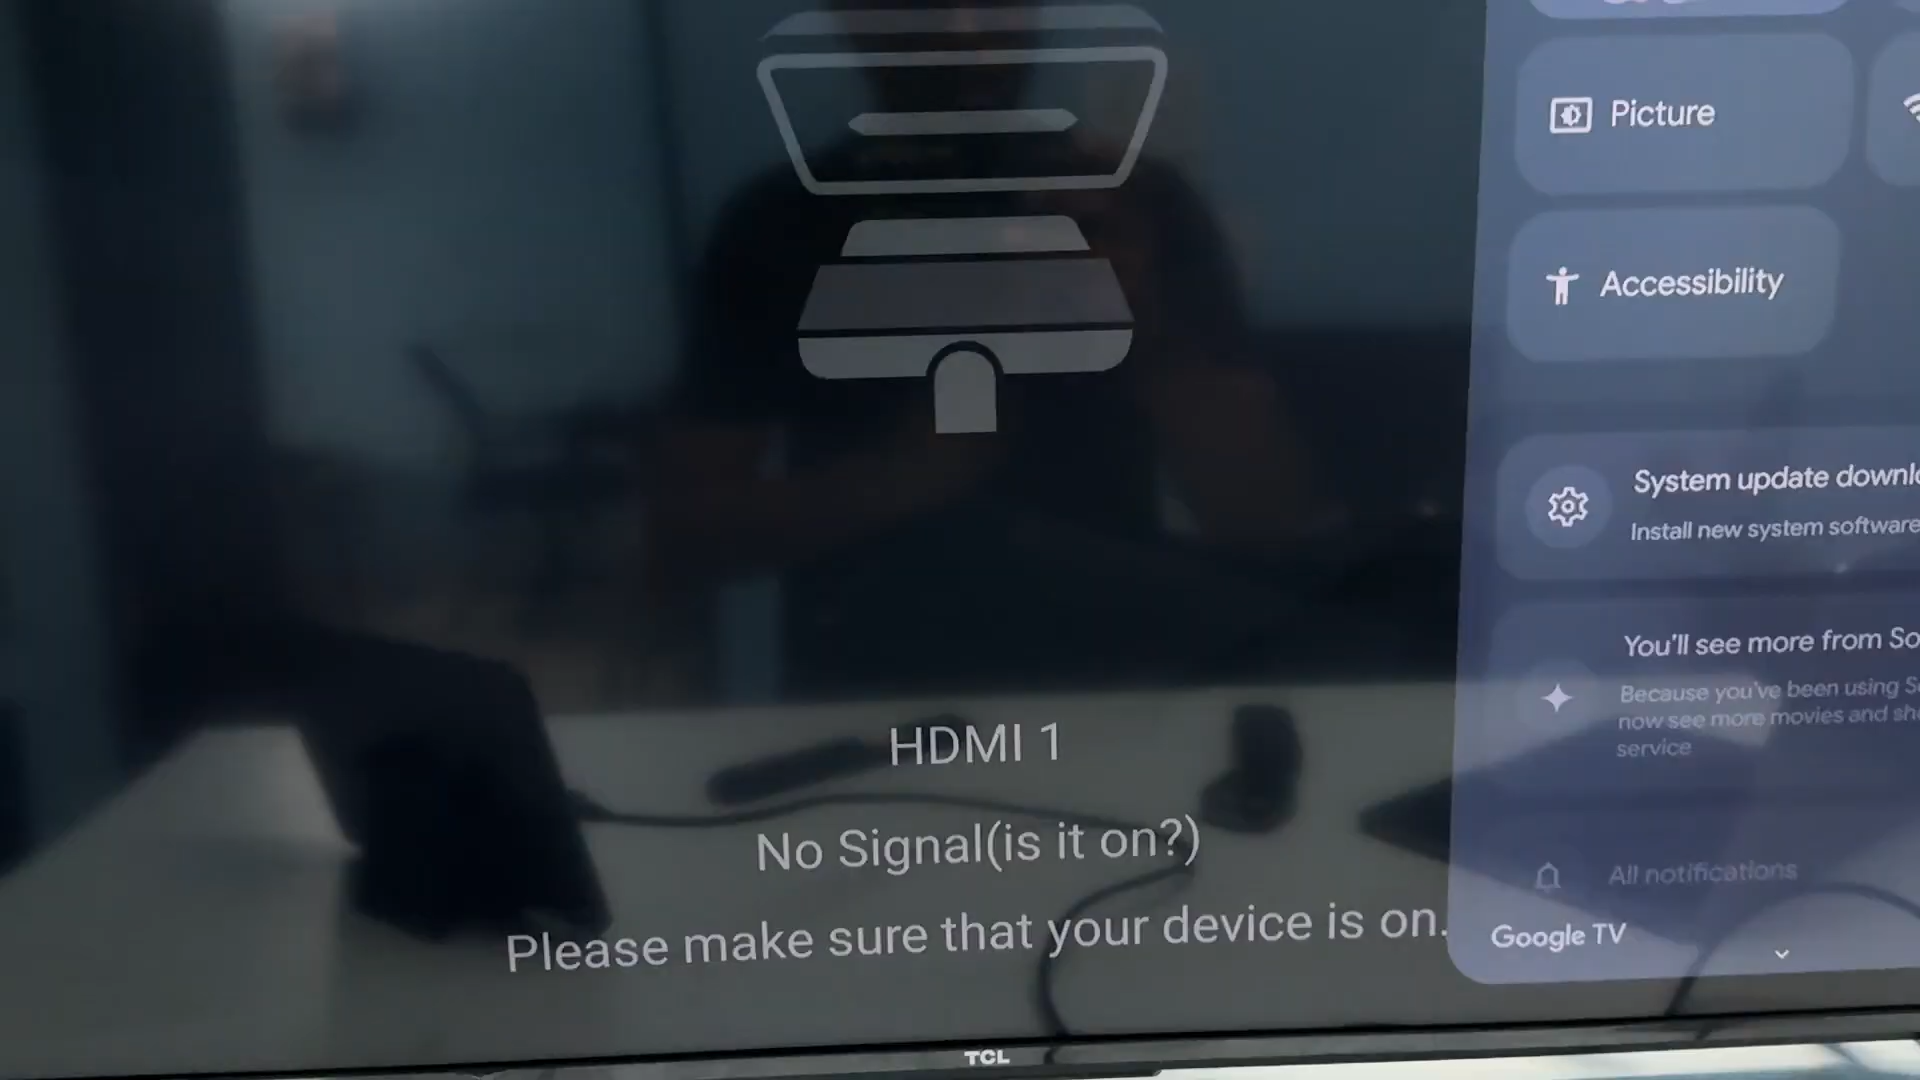 Picture
Accessibility
System update downl
Install new system software
You'll see more from So
Because you've been using S
now see more movies and sh
service
All notifications
Google TV
HDMI 1
No Signal(is it on?)
Please make sure that your device is on.
TCL